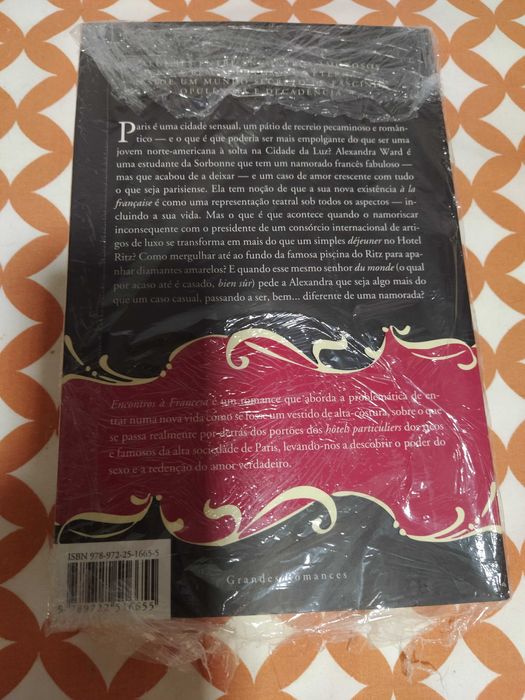 DE UM MUNDO SECRETO DE FASCÍNIO,
OPULÊNCIA E DECADÊNCIA
Paris é uma cidade sensual, um pátio de recreio pecaminoso e român-
tico — e o que é que poderia ser mais empolgante do que ser uma
jovem norte-americana à solta na Cidade da Luz? Alexandra Ward é
uma estudante da Sorbonne que tem um namorado francês fabuloso —
mas que acabou de a deixar — e um caso de amor crescente com tudo
o que seja parisiense. Ela tem noção de que a sua nova existência à la
française é como uma representação teatral sob todos os aspectos — in-
cluindo a sua vida. Mas o que é que acontece quando o namoriscar
inconsequente com o presidente de um consórcio internacional de arti-
gos de luxo se transforma em mais do que um simples déjeuner no Hotel
Ritz? Como mergulhar até ao fundo da famosa piscina do Ritz para apa-
nhar diamantes amarelos? E quando esse mesmo senhor du monde (o qual
por acaso até é casado, bien sûr) pede a Alexandra que seja algo mais do
que um caso casual, passando a ser, bem... diferente de uma namorada?
Encontros à Francesa é um romance que aborda a problemática de en-
trar numa nova vida como se fosse um vestido de alta-costura, sobre o que
se passa realmente por detrás dos portões dos hôtels particuliers dos ricos
e famosos da alta sociedade de Paris, levando-nos a descobrir o poder do
sexo e a redenção do amor verdadeiro.
ISBN 978-972-25-1665-5
9 789722 516655
Grandes Romances